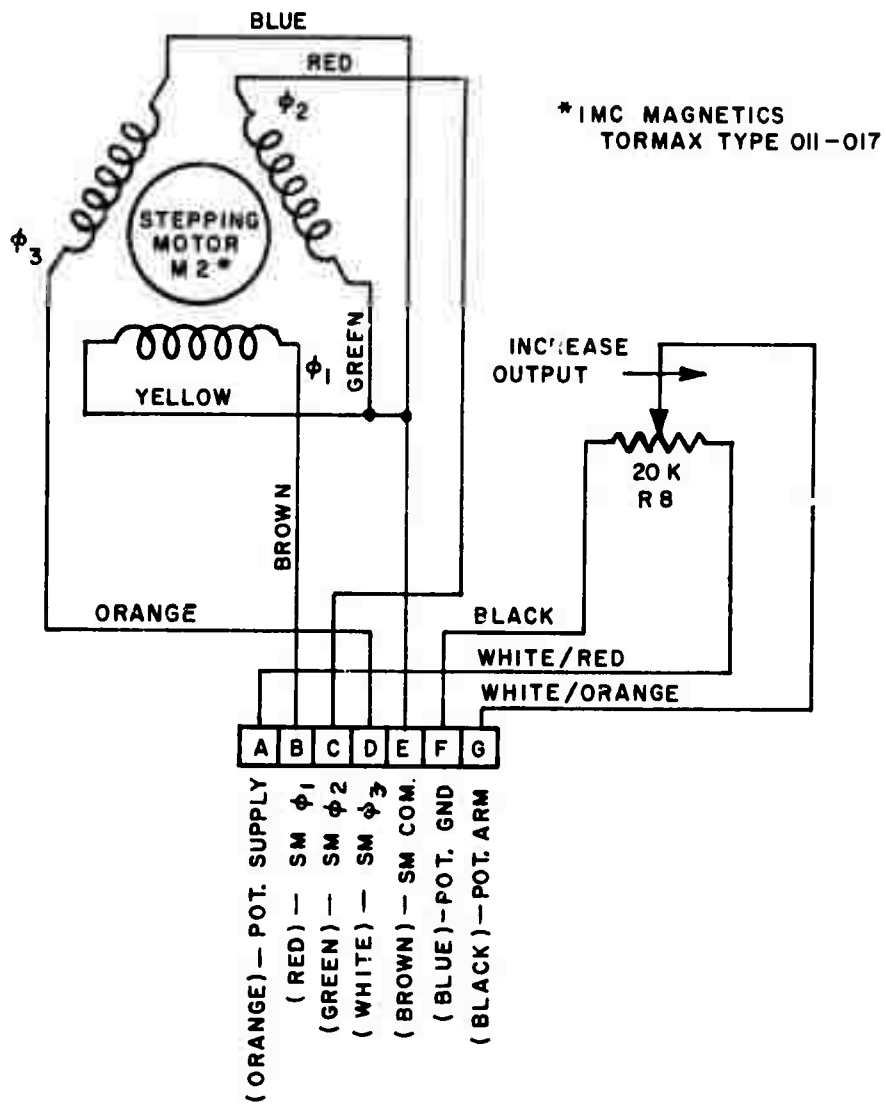 BLUE
RED
ϕ2
*IMC MAGNETICS
TORMAX TYPE 011-017
STEPPING
MOTOR
M2*
ϕ3
ϕ1
GREEN
YELLOW
INCREASE
OUTPUT
20 K
R8
BROWN
ORANGE
BLACK
WHITE/RED
WHITE/ORANGE
A B C D E F G
(ORANGE)— POT. SUPPLY
(RED)— SM ϕ1
(GREEN)— SM ϕ2
(WHITE)— SM ϕ3
(BROWN)— SM COM.
(BLUE)-POT. GND
(BLACK)—POT. ARM